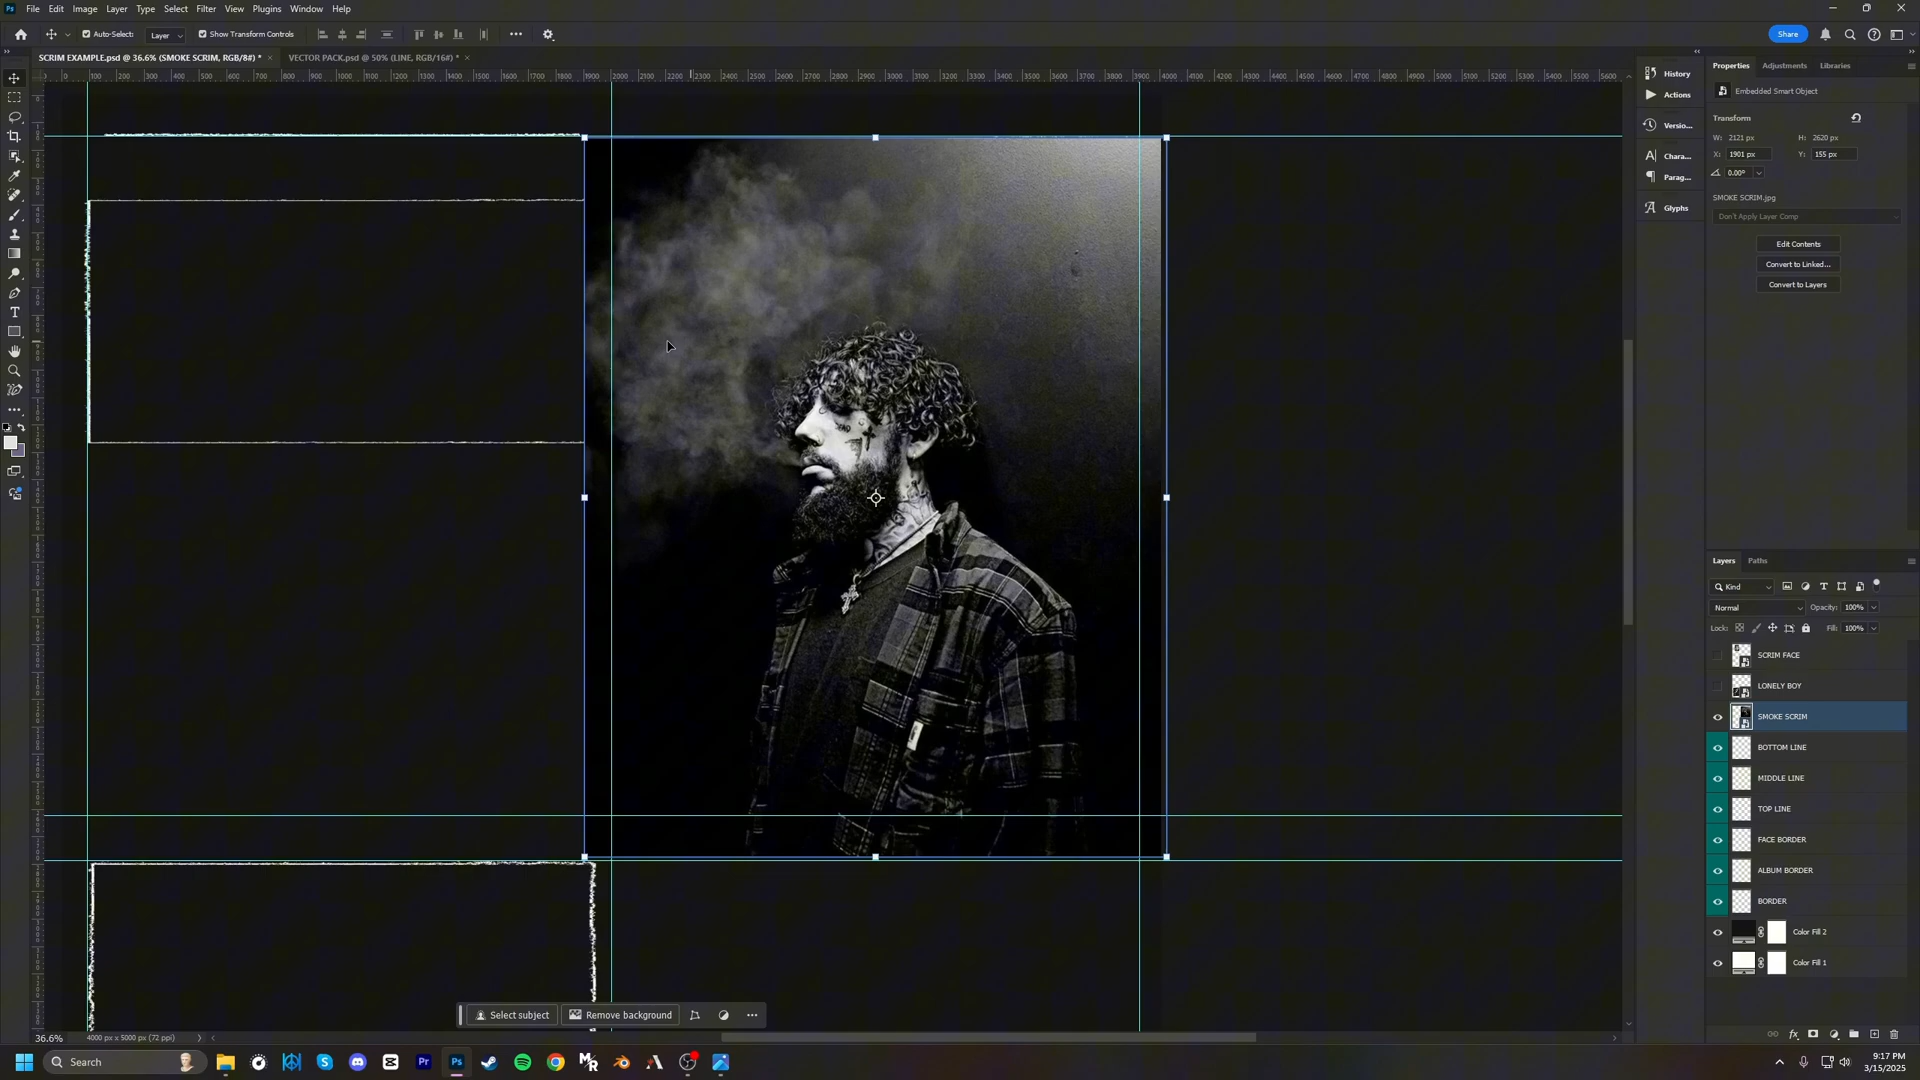 Ps File Edit Image Layer Type Select Filter View Plugins Window Help
Auto-Select: Layer Show Transform Controls Share
SCRIM EXAMPLE.psd @ 36.6% (SMOKE SCRIM, RGB/8#) * × VECTOR PACK.psd @ 50% (LINE, RGB/16#) * ×
History
Actions
Versio...
Chara...
Parag...
Glyphs
Properties Adjustments Libraries
Embedded Smart Object
Transform
W: 2121 px H: 2620 px
X: 1901 px Y: 155 px
0.00°
SMOKE SCRIM.jpg
Don't Apply Layer Comp
Edit Contents
Convert to Linked...
Convert to Layers
Layers Paths
Kind
Normal Opacity: 100%
Lock: Fill: 100%
SCRIM FACE
LONELY BOY
SMOKE SCRIM
BOTTOM LINE
MIDDLE LINE
TOP LINE
FACE BORDER
ALBUM BORDER
BORDER
Color Fill 2
Color Fill 1
Select subject Remove background
36.6% 4000 px x 5000 px (72 ppi)
Search
Pr Ps
9:17 PM
3/15/2025